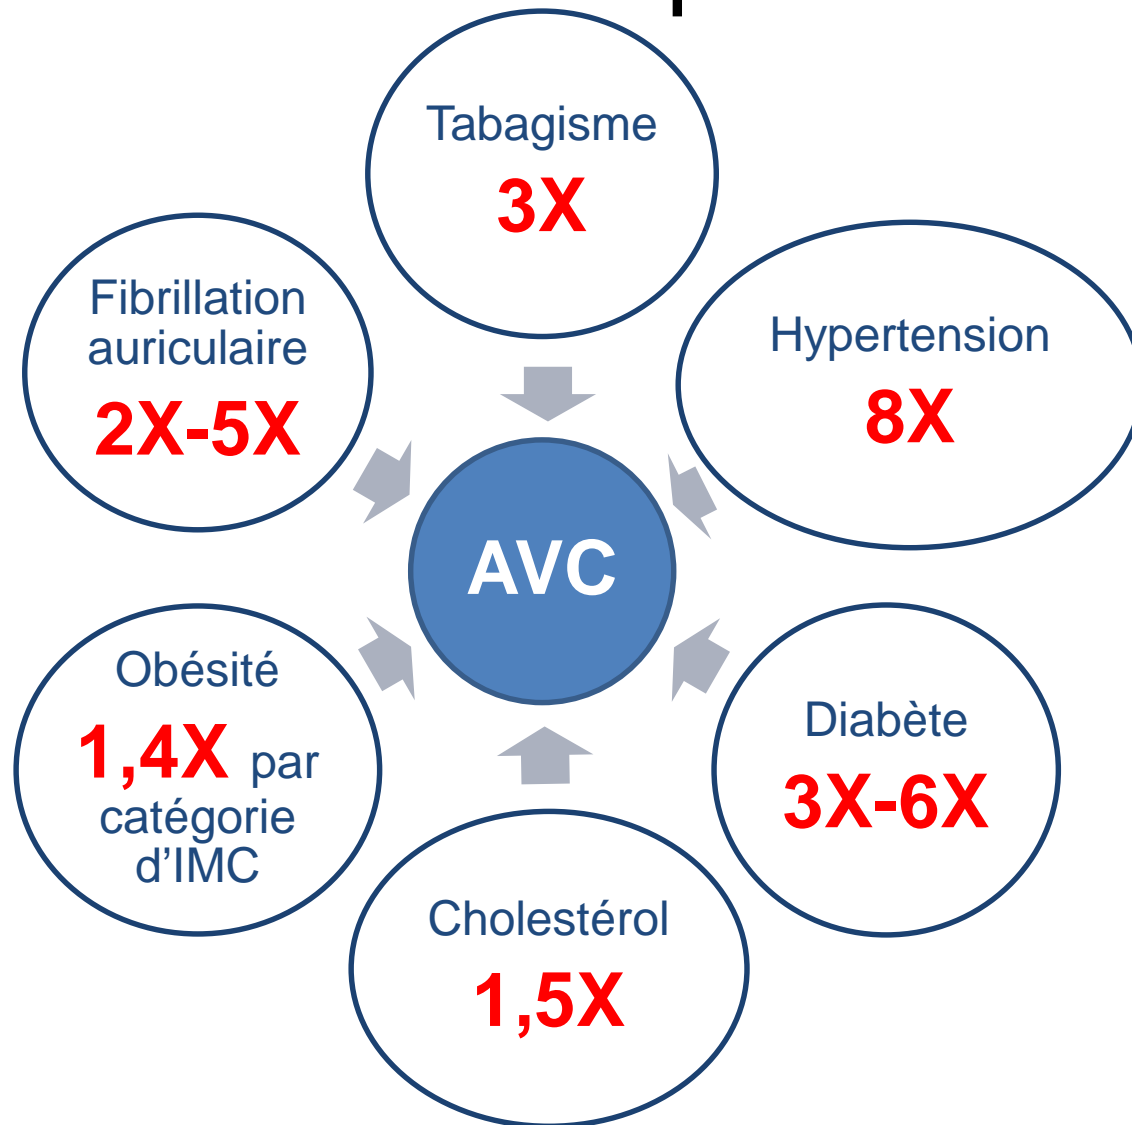 Tabagisme
3X
Fibrillation
auriculaire
2X-5X
Hypertension
8X
AVC
Obésité
1,4X par
catégorie
d’IMC
Diabète
3X-6X
Cholestérol
1,5X